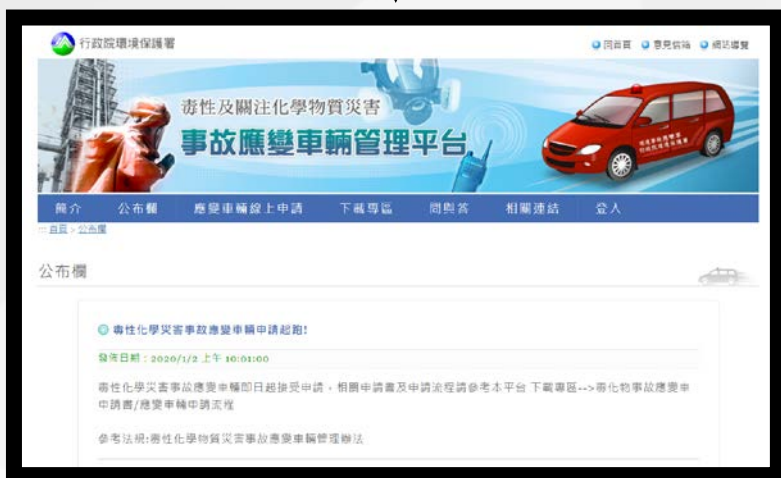 行政院環境保護署
回首頁 意見信箱 網站導覽
毒性及關注化學物質災害
事故應變車輛管理平台
簡介 公布欄 應變車輛線上申請 下載專區 問與答 相關連結 登入
::: 首頁 > 公布欄
公布欄
毒性化學災害事故應變車輛申請起跑!
發佈日期：2020/1/2 上午 10:01:00
毒性化學災害事故應變車輛即日起接受申請，相關申請書及申請流程請參考本平台 下載專區-->毒化物事故應變車
申請書/應變車輛申請流程
參考法規:毒性化學物質災害事故應變車輛管理辦法